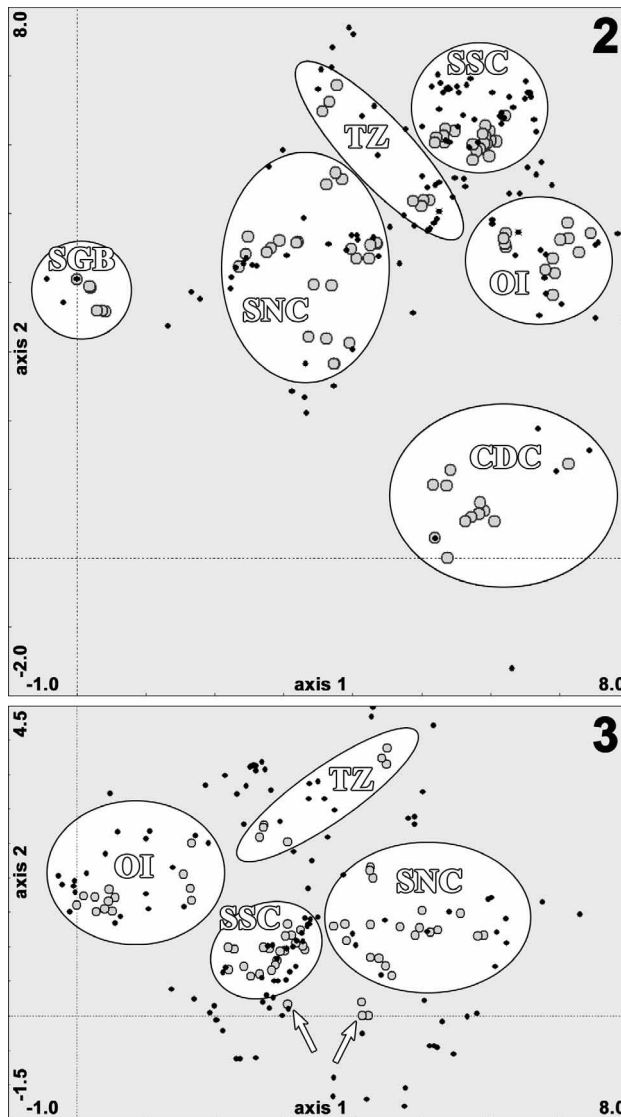 8.0
2
SSC
TZ
SGB
OI
SNC
axis 2
CDC
-2.0
-1.0 axis 1 8.0
4.5
3
TZ
axis 2
OI
SNC
SSC
-1.5
-1.0 axis 1 8.0